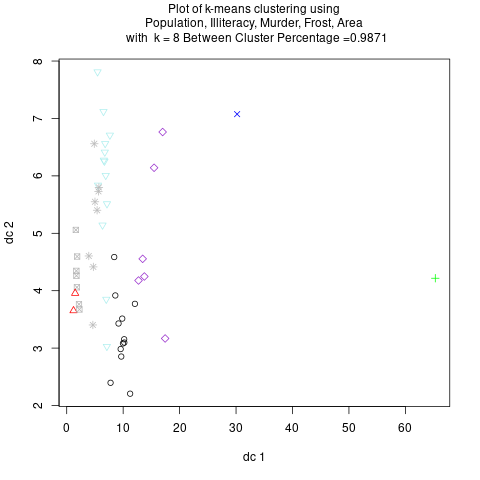 Plot of k-means clustering using
Population, Illiteracy, Murder, Frost, Area
with k = 8 Between Cluster Percentage =0.9871
8
7
6
5
4
3
2
dc 2
0 10 20 30 40 50 60
dc 1